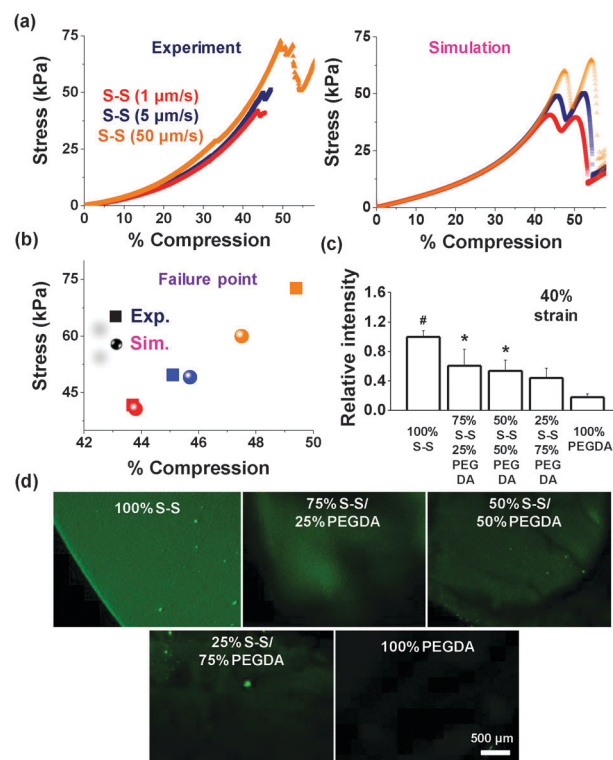 (a)
Stress (kPa)
75
50
25
0
Experiment
S-S (1 μm/s)
S-S (5 μm/s)
S-S (50 μm/s)
0 10 20 30 40 50
% Compression
Stress (kPa)
75
50
25
0
Simulation
0 10 20 30 40 50
% Compression
(b)
Stress (kPa)
75
60
45
Failure point
Exp.
Sim.
42 44 46 48 50
% Compression
(c)
Relative intensity
1.6
1.2
0.8
0.4
0.0
40%
strain
#
*
*
100%
S-S
75%
S-S
25%
PEG
DA
50%
S-S
50%
PEG
DA
25%
S-S
75%
PEG
DA
100%
PEGDA
(d)
100% S-S
75% S-S/
25% PEGDA
50% S-S/
50% PEGDA
25% S-S/
75% PEGDA
100% PEGDA
500 μm